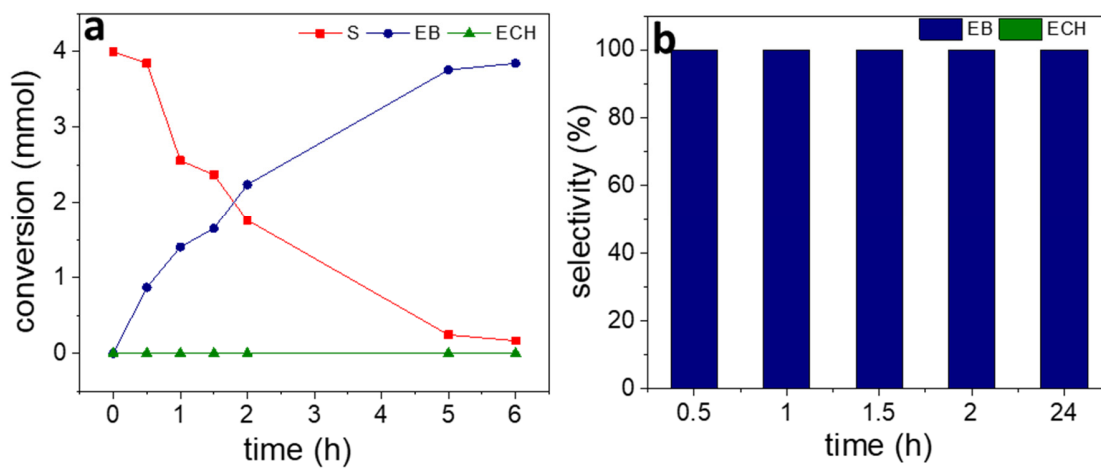 a
S EB ECH
conversion (mmol)
4
3
2
1
0
0 1 2 3 4 5 6
time (h)
b
EB ECH
selectivity (%)
100
80
60
40
20
0
0.5 1 1.5 2 24
time (h)